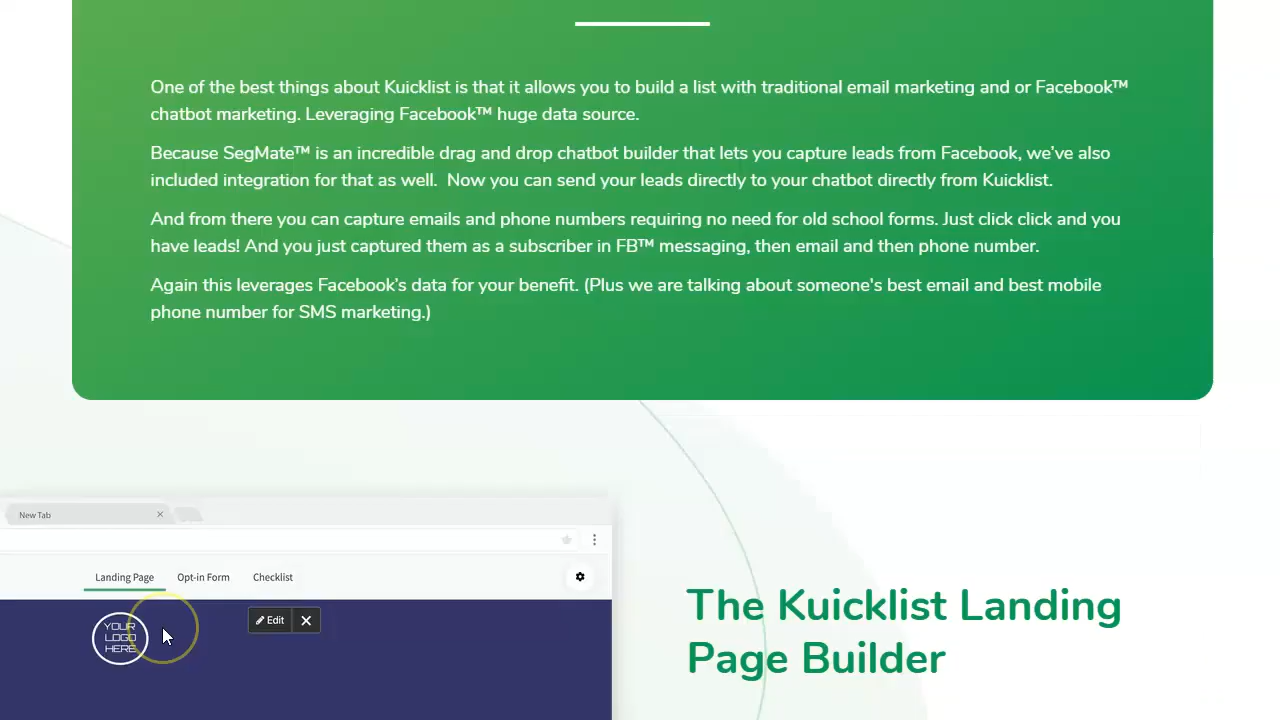 One of the best things about Kuicklist is that it allows you to build a list with traditional email marketing and or Facebook™
chatbot marketing. Leveraging Facebook™ huge data source.
Because SegMate™ is an incredible drag and drop chatbot builder that lets you capture leads from Facebook, we've also
included integration for that as well.  Now you can send your leads directly to your chatbot directly from Kuicklist.
And from there you can capture emails and phone numbers requiring no need for old school forms. Just click click and you
have leads! And you just captured them as a subscriber in FB™ messaging, then email and then phone number.
Again this leverages Facebook's data for your benefit. (Plus we are talking about someone's best email and best mobile
phone number for SMS marketing.)
New Tab
Landing Page Opt-in Form Checklist
Edit
YOUR
LOGO
HERE
The Kuicklist Landing
Page Builder